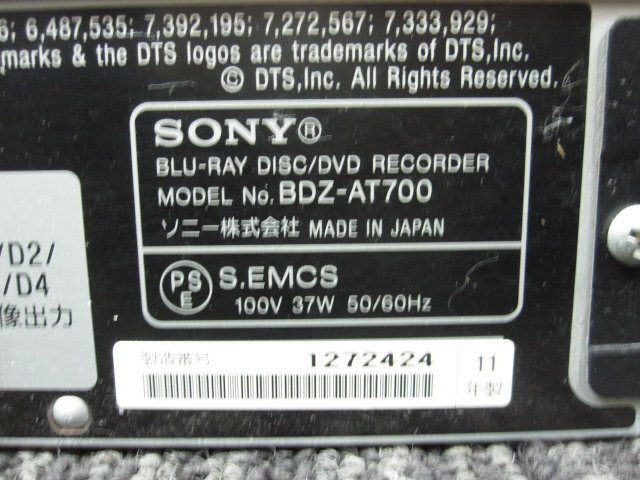 6; 6,487,535; 7,392,195; 7,272,567; 7,333,929;
marks & the DTS logos are trademarks of DTS,Inc.
© DTS,Inc. All Rights Reserved.
SONY®
BLU-RAY DISC/DVD RECORDER
MODEL No. BDZ-AT700
ソニー株式会社 MADE IN JAPAN
PS
E
S.EMCS
100V 37W 50/60Hz
/D2/
/D4
像出力
製造番号 1272424 11
年製